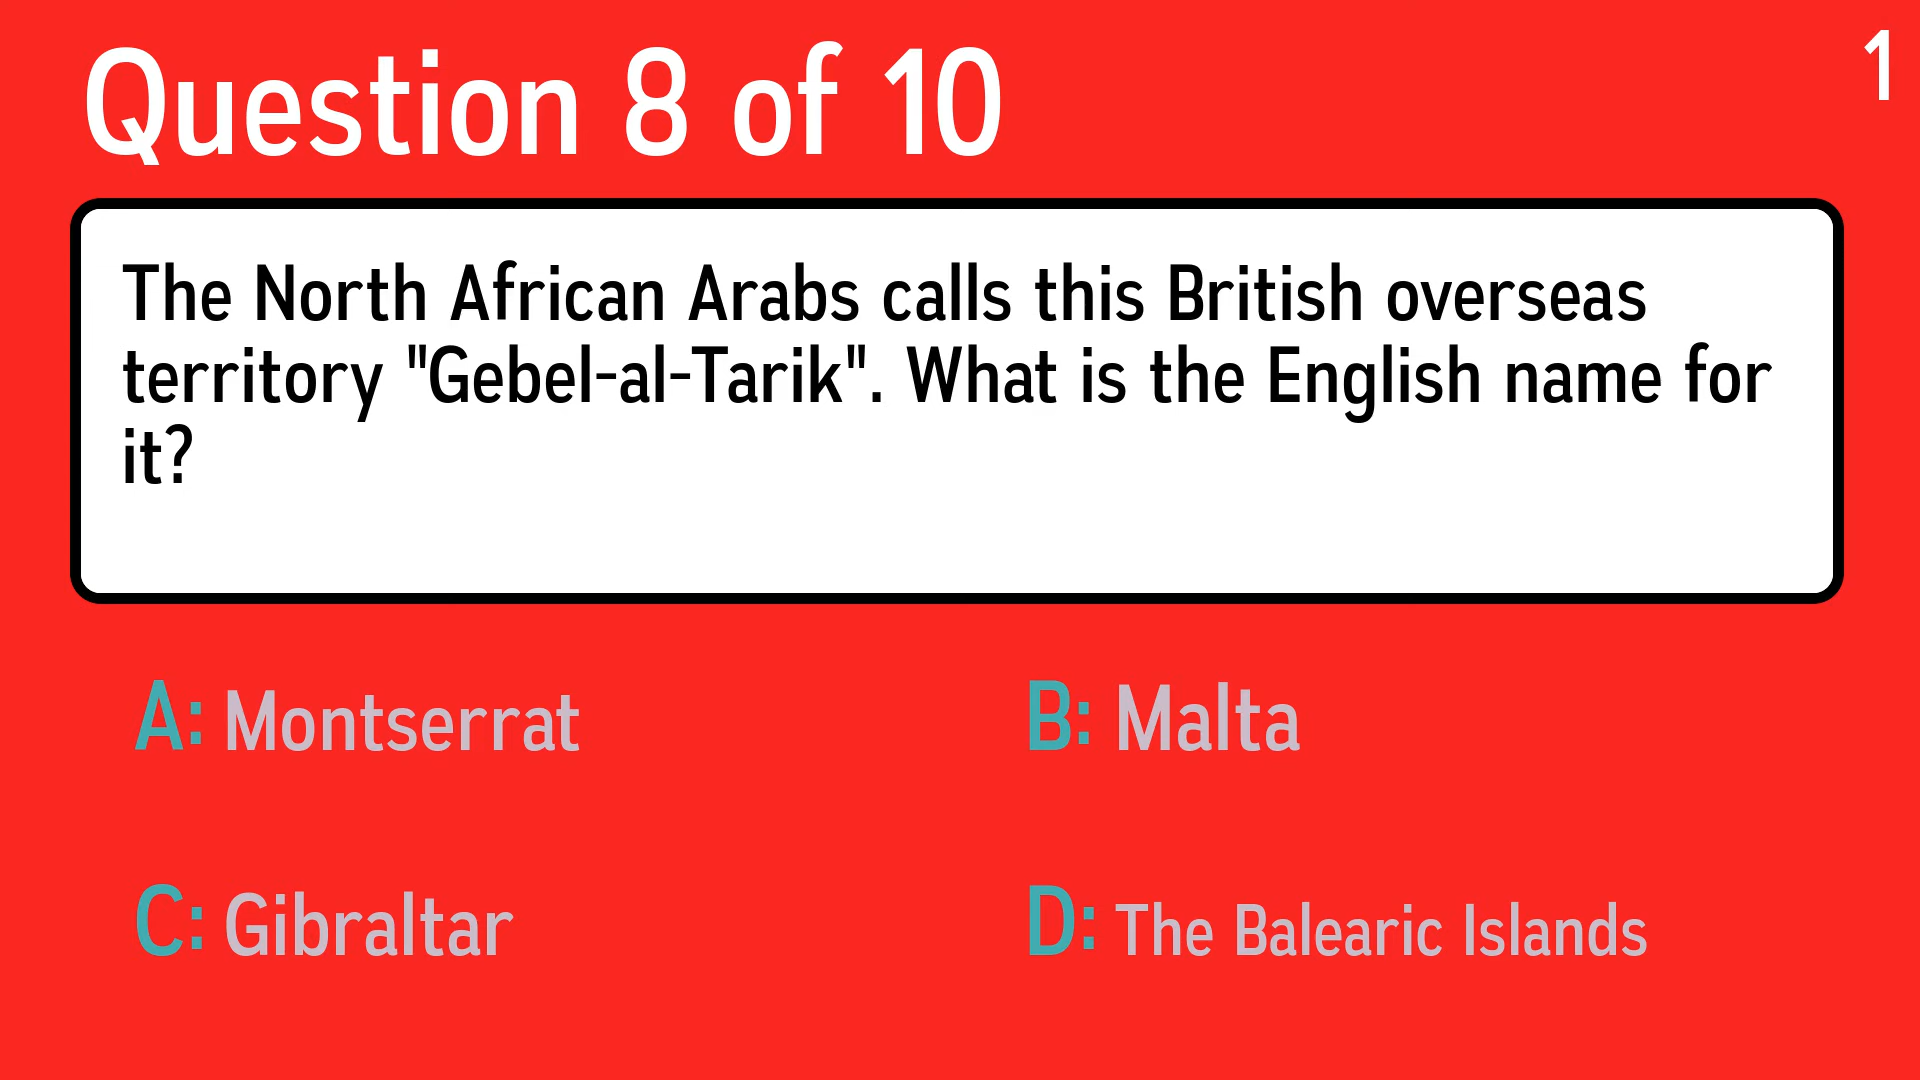 Question 8 of 10
1
The North African Arabs calls this British overseas
territory "Gebel-al-Tarik". What is the English name for
it?
A: Montserrat
B: Malta
C: Gibraltar
D: The Balearic Islands